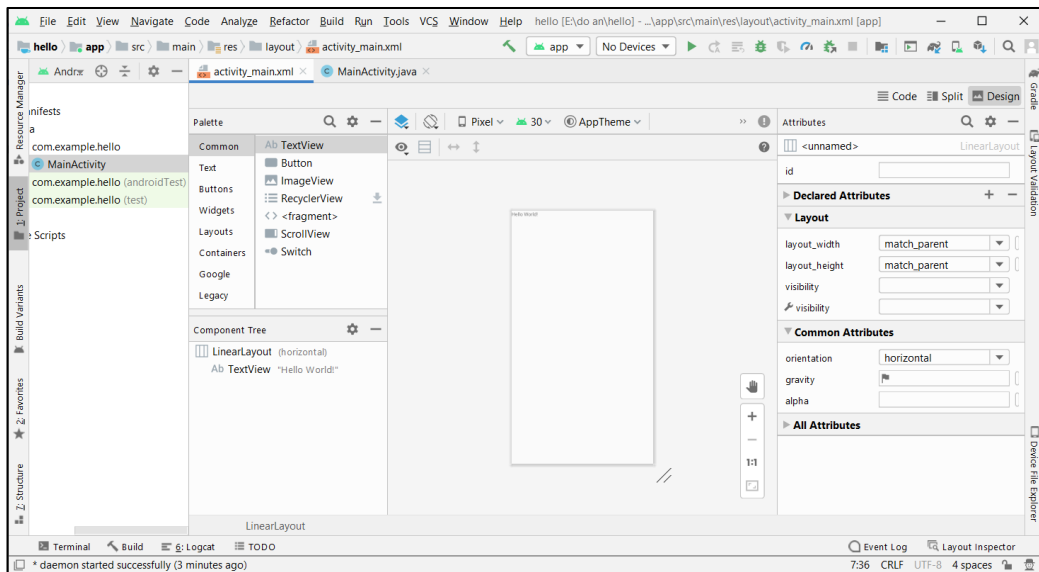 File Edit View Navigate Code Analyze Refactor Build Run Tools VCS Window Help hello [E:\do an\hello] - ...\app\src\main\res\layout\activity_main.xml [app]
hello app src main res layout activity_main.xml app No Devices
Andr
activity_main.xml MainActivity.java
Resource Manager
1: Project
Build Variants
2: Favorites
7: Structure
anifests
a
com.example.hello
MainActivity
com.example.hello (androidTest)
com.example.hello (test)
e Scripts
Code Split Design
Palette
Common
Text
Buttons
Widgets
Layouts
Containers
Google
Legacy
Ab TextView
Button
ImageView
RecyclerView
<fragment>
ScrollView
Switch
Component Tree
LinearLayout (horizontal)
Ab TextView "Hello World!"
Pixel 30 AppTheme
Hello World!
1:1
Attributes
<unnamed> LinearLayout
id
Declared Attributes
Layout
layout_width match_parent
layout_height match_parent
visibility
visibility
Common Attributes
orientation horizontal
gravity
alpha
All Attributes
Gradle
Layout Validation
Device File Explorer
LinearLayout
Terminal Build 6: Logcat TODO Event Log Layout Inspector
* daemon started successfully (3 minutes ago) 7:36 CRLF UTF-8 4 spaces